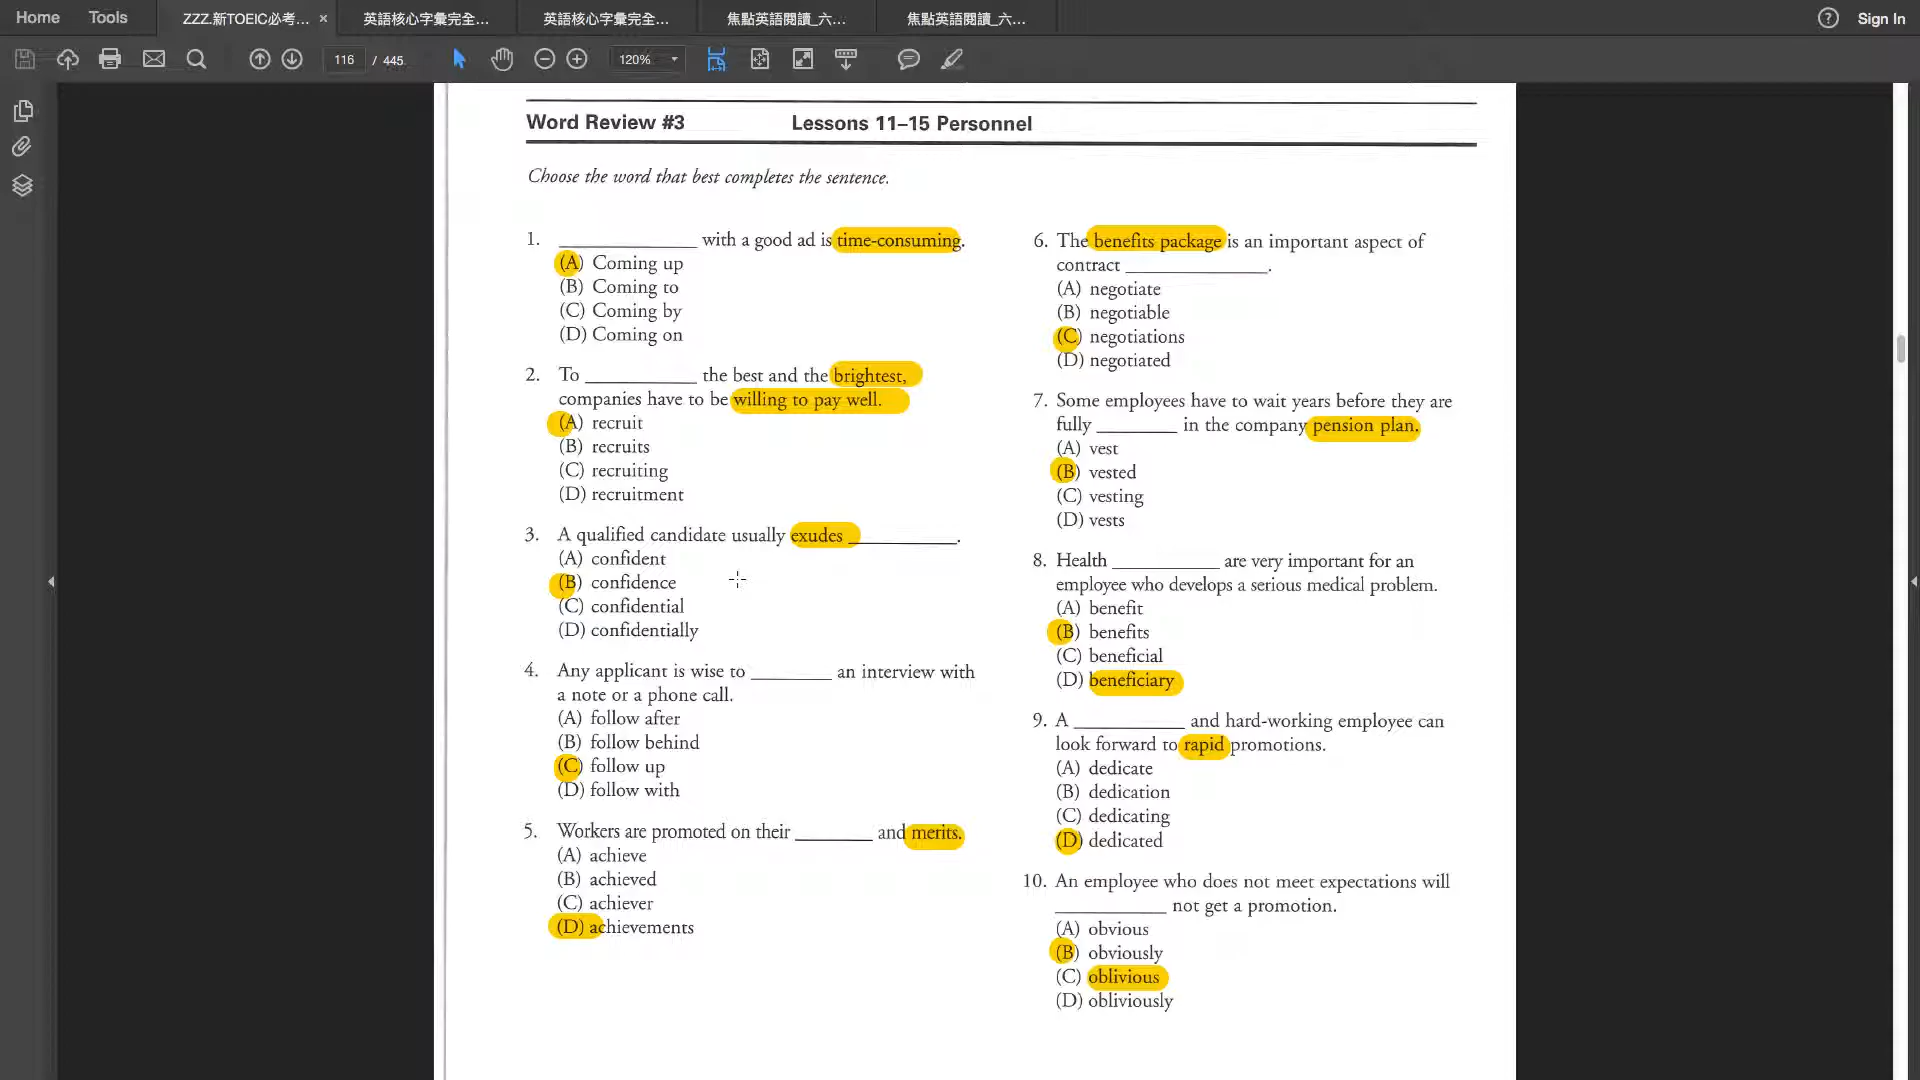 Home
Tools
ZZZ.新TOEIC必考...
英語核心字彙完全...
英語核心字彙完全...
焦點英語閱讀_六...
焦點英語閱讀_六...
Sign In
116 / 445
120%
Word Review #3 Lessons 11–15 Personnel
Choose the word that best completes the sentence.
1. ______________ with a good ad is time-consuming.
(A) Coming up
(B) Coming to
(C) Coming by
(D) Coming on
2. To ___________ the best and the brightest,
companies have to be willing to pay well.
(A) recruit
(B) recruits
(C) recruiting
(D) recruitment
3. A qualified candidate usually exudes ___________.
(A) confident
(B) confidence
(C) confidential
(D) confidentially
4. Any applicant is wise to ________ an interview with
a note or a phone call.
(A) follow after
(B) follow behind
(C) follow up
(D) follow with
5. Workers are promoted on their ________ and merits.
(A) achieve
(B) achieved
(C) achiever
(D) achievements
6. The benefits package is an important aspect of
contract ______________.
(A) negotiate
(B) negotiable
(C) negotiations
(D) negotiated
7. Some employees have to wait years before they are
fully ________ in the company pension plan.
(A) vest
(B) vested
(C) vesting
(D) vests
8. Health ___________ are very important for an
employee who develops a serious medical problem.
(A) benefit
(B) benefits
(C) beneficial
(D) beneficiary
9. A ___________ and hard-working employee can
look forward to rapid promotions.
(A) dedicate
(B) dedication
(C) dedicating
(D) dedicated
10. An employee who does not meet expectations will
___________ not get a promotion.
(A) obvious
(B) obviously
(C) oblivious
(D) obliviously